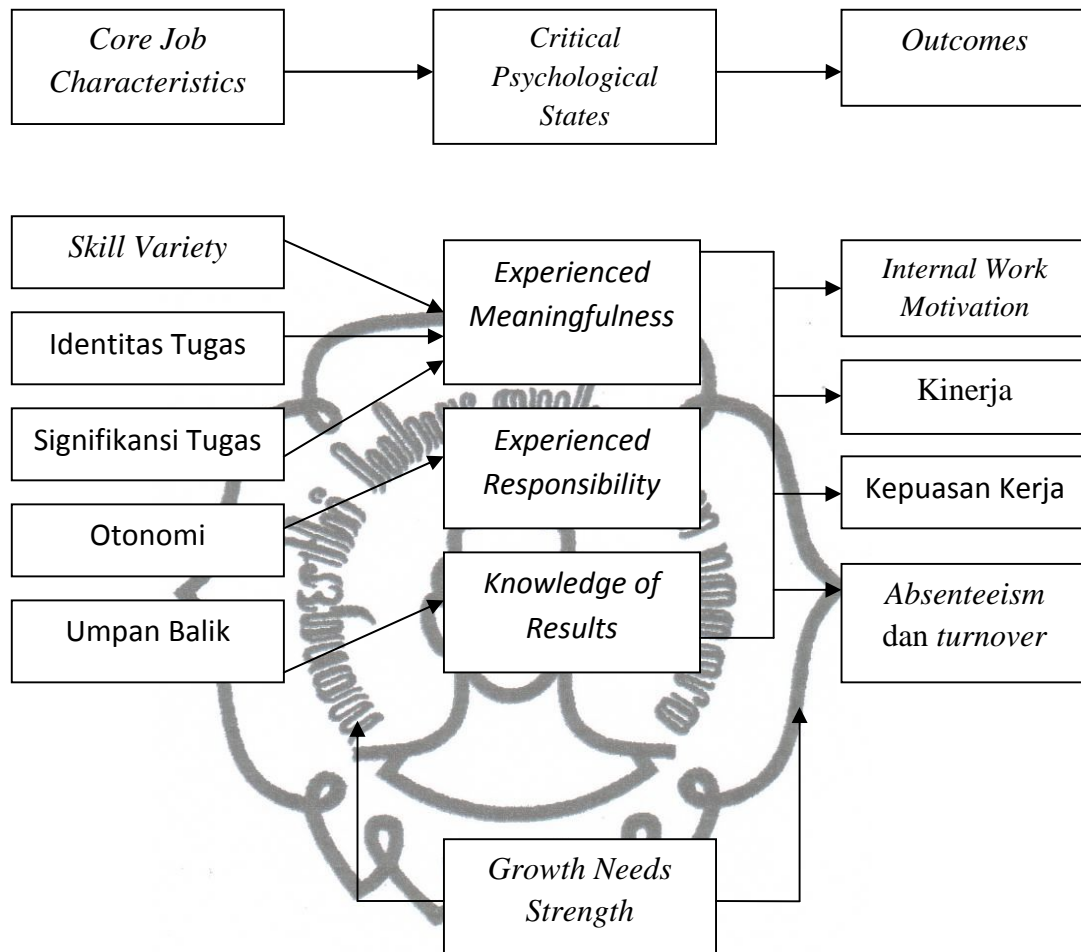 Core Job
Characteristics
Critical
Psychological
States
Outcomes
Skill Variety
Identitas Tugas
Signifikansi Tugas
Otonomi
Umpan Balik
Experienced
Meaningfulness
Experienced
Responsibility
Knowledge of
Results
Internal Work
Motivation
Kinerja
Kepuasan Kerja
Absenteeism
dan turnover
Growth Needs
Strength